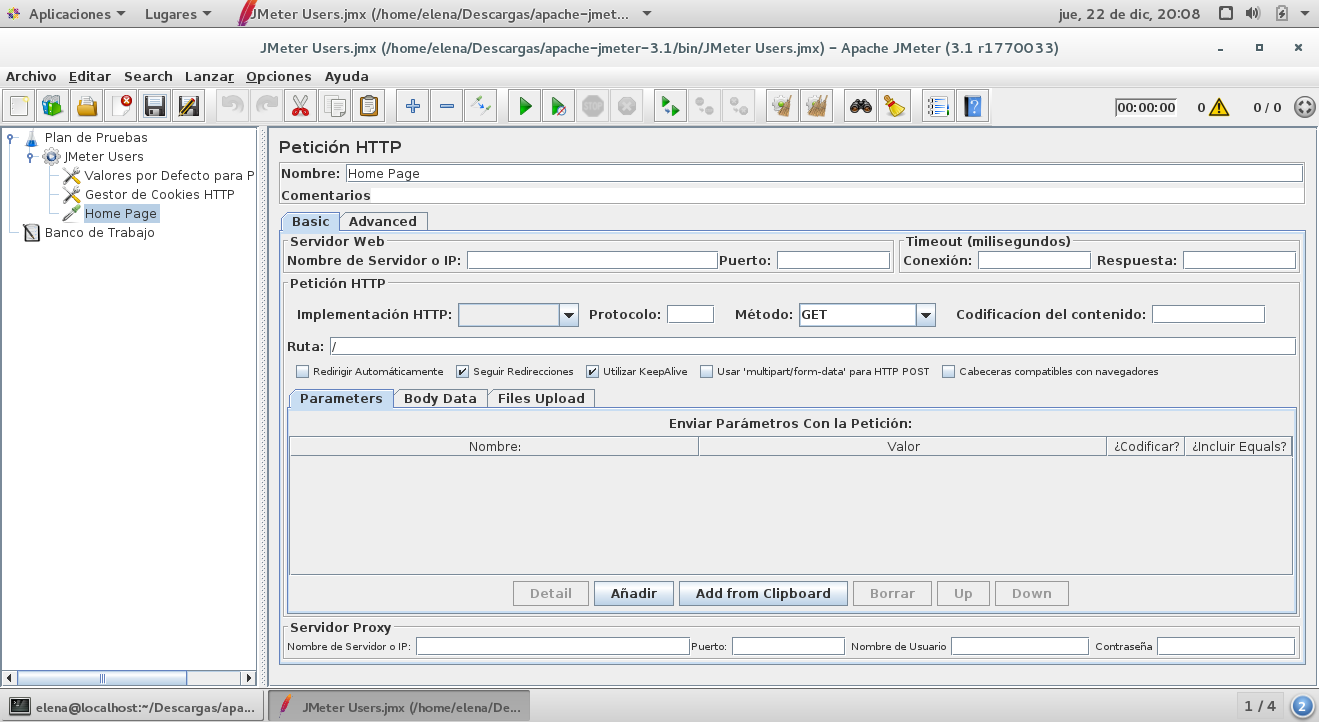 Aplicaciones Lugares JMeter Users.jmx (/home/elena/Descargas/apache-jmet... jue, 22 de dic, 20:08
JMeter Users.jmx (/home/elena/Descargas/apache-jmeter-3.1/bin/JMeter Users.jmx) - Apache JMeter (3.1 r1770033)
Archivo Editar Search Lanzar Opciones Ayuda
STOP ? 00:00:00 0 0 / 0
Plan de Pruebas
JMeter Users
Valores por Defecto para P
Gestor de Cookies HTTP
Home Page
Banco de Trabajo
Petición HTTP
Nombre: Home Page
Comentarios
Basic Advanced
Servidor Web Timeout (milisegundos)
Nombre de Servidor o IP: Puerto: Conexión: Respuesta:
Petición HTTP
Implementación HTTP: Protocolo: Método: GET Codificacíon del contenido:
Ruta: /
Redirigir Automáticamente Seguir Redirecciones Utilizar KeepAlive Usar 'multipart/form-data' para HTTP POST Cabeceras compatibles con navegadores
Parameters Body Data Files Upload
Enviar Parámetros Con la Petición:
Nombre: Valor ¿Codificar? ¿Incluir Equals?
Detail Añadir Add from Clipboard Borrar Up Down
Servidor Proxy
Nombre de Servidor o IP: Puerto: Nombre de Usuario Contraseña
elena@localhost:~/Descargas/apa... JMeter Users.jmx (/home/elena/De... 1 / 4 2